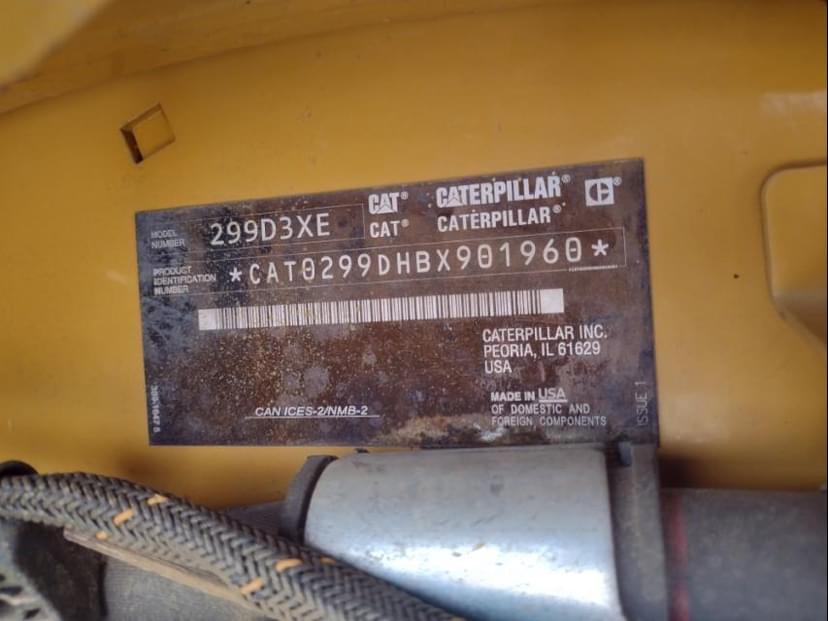 CAT® CATERPILLAR® C®
MODEL NUMBER 299D3XE CAT® CATERPILLAR®
PRODUCT IDENTIFICATION NUMBER *CAT0299DHBX901960*
CATERPILLAR INC.
PEORIA, IL 61629
USA
MADE IN USA
OF DOMESTIC AND
FOREIGN COMPONENTS
CAN ICES-2/NMB-2
ISSUE 1